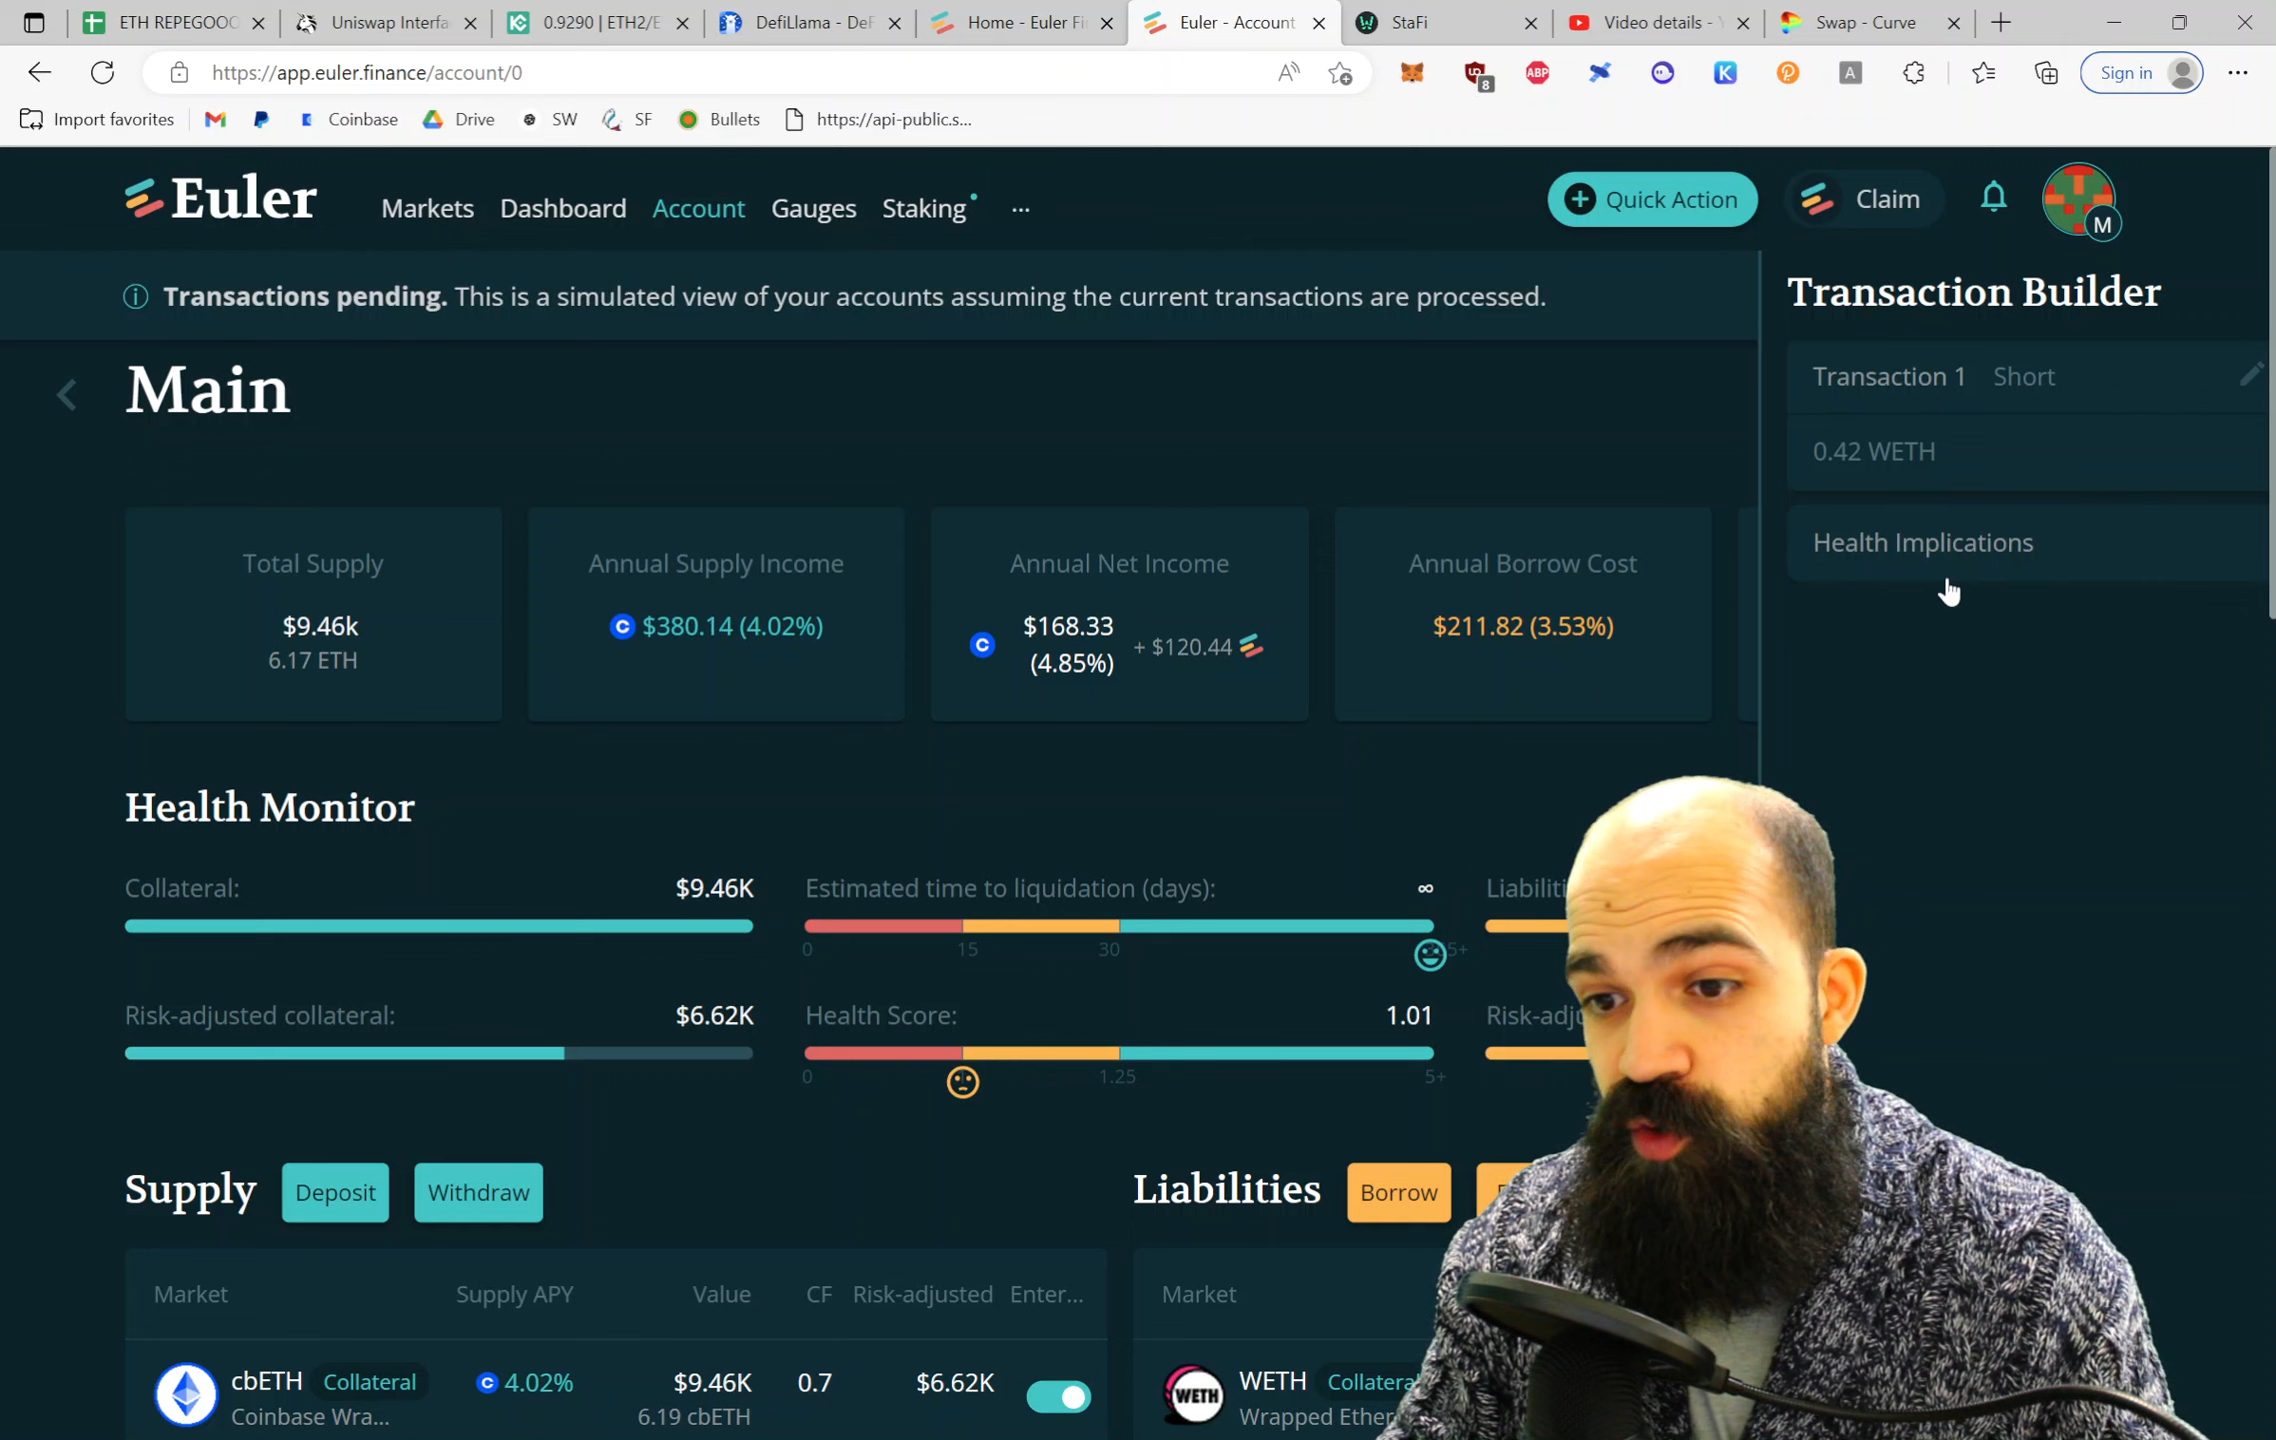 ETH REPEGOOO
Uniswap Interfa
0.9290 | ETH2/E
DefiLlama - DeF
Home - Euler Fi
Euler - Account
StaFi
Video details - Y
Swap - Curve
https://app.euler.finance/account/0
A
8
ABP
K
A
Sign in
Import favorites
Coinbase
Drive
SW
SF
Bullets
https://api-public.s...
Euler
Markets
Dashboard
Account
Gauges
Staking
...
Quick Action
Claim
M
Transactions pending. This is a simulated view of your accounts assuming the current transactions are processed.
Transaction Builder
Transaction 1 Short
0.42 WETH
Health Implications
Main
Total Supply
$9.46k
6.17 ETH
Annual Supply Income
$380.14 (4.02%)
Annual Net Income
$168.33
(4.85%)
+ $120.44
Annual Borrow Cost
$211.82 (3.53%)
Health Monitor
Collateral: $9.46K
Estimated time to liquidation (days): ∞
0 15 30 5+
Risk-adjusted collateral: $6.62K
Health Score: 1.01
0 1.25 5+
Supply
Deposit
Withdraw
Liabilities
Borrow
Market Supply APY Value CF Risk-adjusted Enter...
Market
cbETH Collateral 4.02% $9.46K 0.7 $6.62K
Coinbase Wra... 6.19 cbETH
WETH
WETH
Wrapped Ether